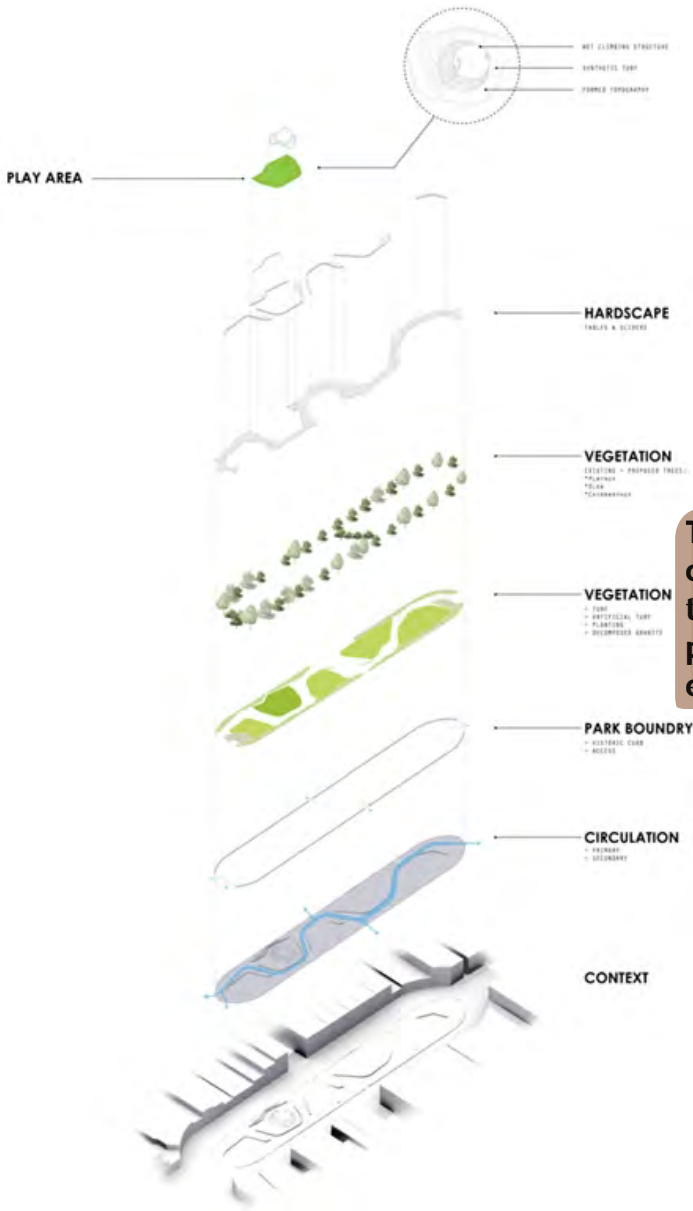 NET CLIMBING STRUCTURE
SYNTHETIC TURF
FORMED TOPOGRAPHY
PLAY AREA
HARDSCAPE
TABLES & SLIDERS
VEGETATION
EXISTING + PROPOSED TREES:
VEGETATION
- TURF
- ARTIFICIAL TURF
- PLANTING
- DECOMPOSED GRANITE
PARK BOUNDRY
- HISTORIC CURB
- ACCESS
CIRCULATION
- PRIMARY
- SECONDARY
CONTEXT